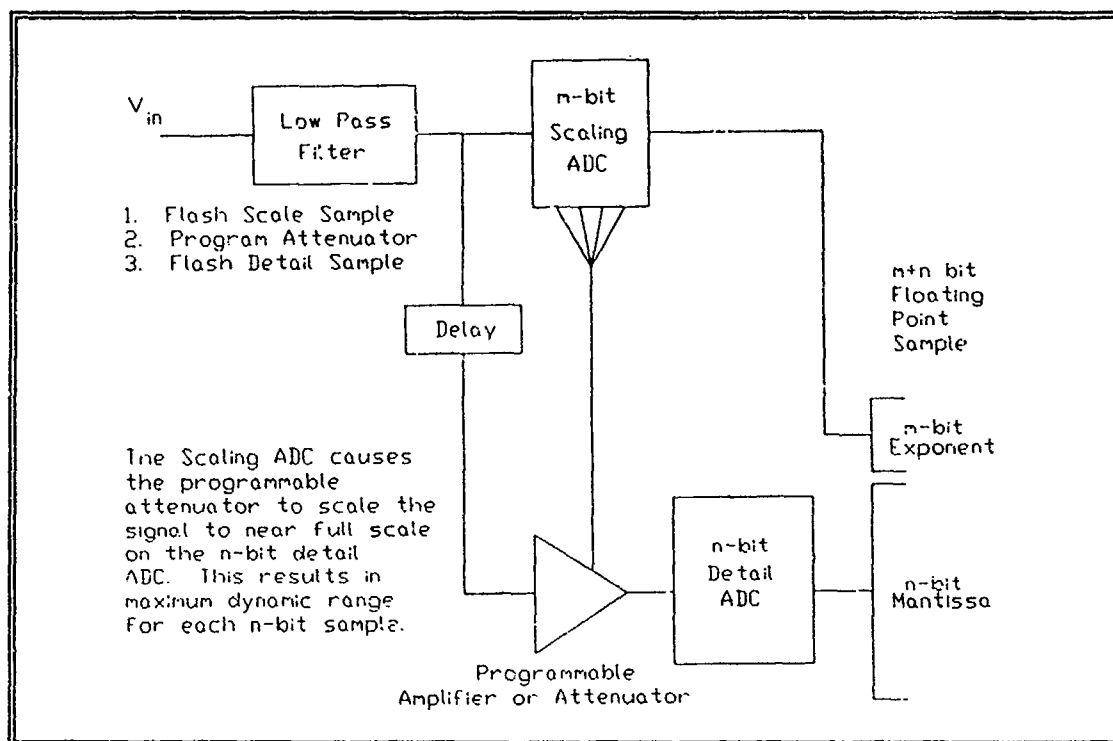 V in
Low Pass
Filter
m-bit
Scaling
ADC
1. Flash Scale Sample
2. Program Attenuator
3. Flash Detail Sample
Delay
m+n bit
Floating
Point
Sample
m-bit
Exponent
The Scaling ADC causes
the programmable
attenuator to scale the
signal to near full scale
on the n-bit detail
ADC. This results in
maximum dynamic range
for each n-bit sample.
n-bit
Detail
ADC
n-bit
Mantissa
Programmable
Amplifier or Attenuator